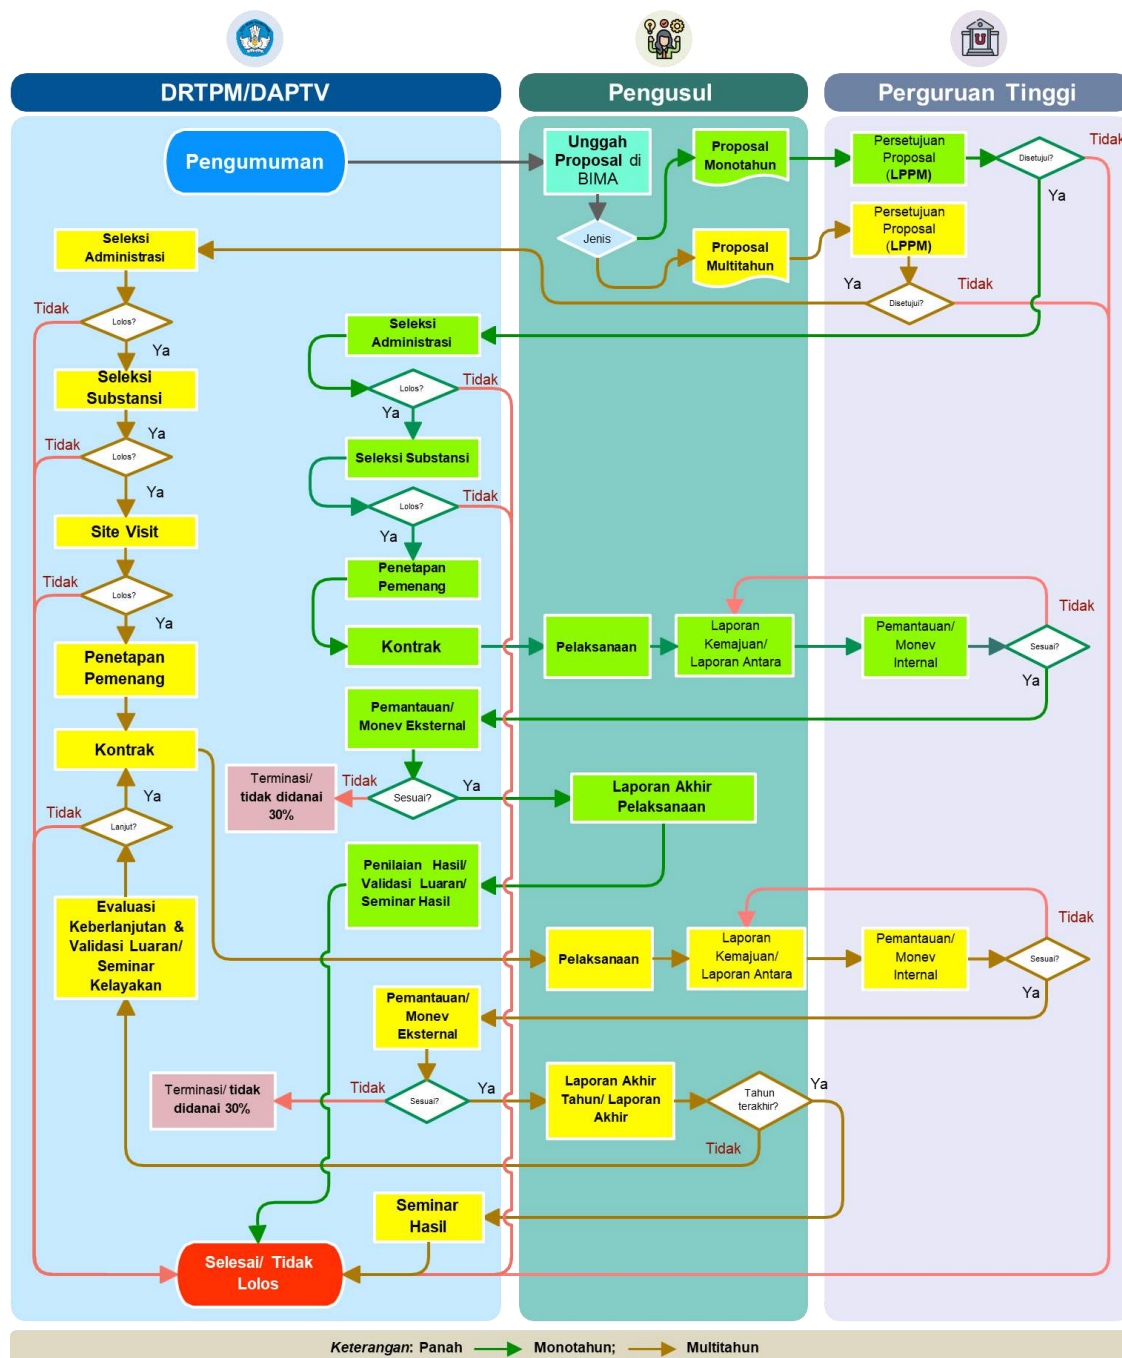 DRTPM/DAPTV
Pengusul
Perguruan Tinggi
Pengumuman
Unggah
Proposal di
BIMA
Proposal
Monotahun
Persetujuan
Proposal
(LPPM)
Disetujui?
Tidak
Ya
Jenis
Proposal
Multitahun
Persetujuan
Proposal
(LPPM)
Ya
Disetujui?
Tidak
Seleksi
Administrasi
Tidak
Lolos?
Ya
Seleksi
Administrasi
Lolos?
Tidak
Ya
Seleksi
Substansi
Ya
Tidak
Lolos?
Ya
Seleksi Substansi
Lolos?
Tidak
Ya
Site Visit
Tidak
Lolos?
Ya
Penetapan
Pemenang
Penetapan
Pemenang
Kontrak
Pelaksanaan
Laporan
Kemajuan/
Laporan Antara
Pemantauan/
Monev
Internal
Sesuai?
Tidak
Ya
Kontrak
Pemantauan/
Monev Eksternal
Terminasi/
tidak didanai
30%
Tidak
Sesuai?
Ya
Laporan Akhir
Pelaksanaan
Ya
Tidak
Lanjut?
Penilaian Hasil/
Validasi Luaran/
Seminar Hasil
Evaluasi
Keberlanjutan &
Validasi Luaran/
Seminar
Kelayakan
Pelaksanaan
Laporan
Kemajuan/
Laporan Antara
Pemantauan/
Monev
Internal
Sesuai?
Tidak
Ya
Pemantauan/
Monev
Eksternal
Terminasi/ tidak
didanai 30%
Tidak
Sesuai?
Ya
Laporan Akhir
Tahun/ Laporan
Akhir
Tahun
terakhir?
Ya
Tidak
Seminar
Hasil
Selesai/ Tidak
Lolos
Keterangan: Panah Monotahun; Multitahun